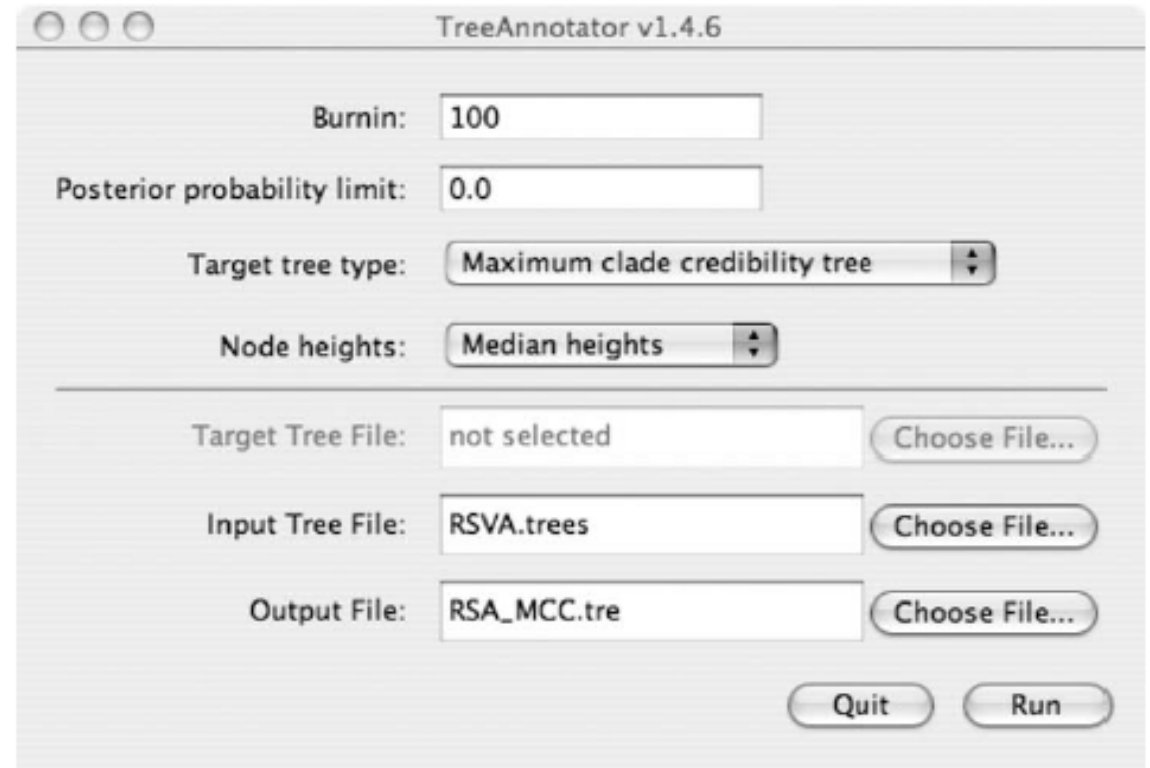 TreeAnnotator v1.4.6
Burnin: 100
Posterior probability limit: 0.0
Target tree type: Maximum clade credibility tree
Node heights: Median heights
Target Tree File: not selected Choose File...
Input Tree File: RSVA.trees Choose File...
Output File: RSA_MCC.tre Choose File...
Quit Run